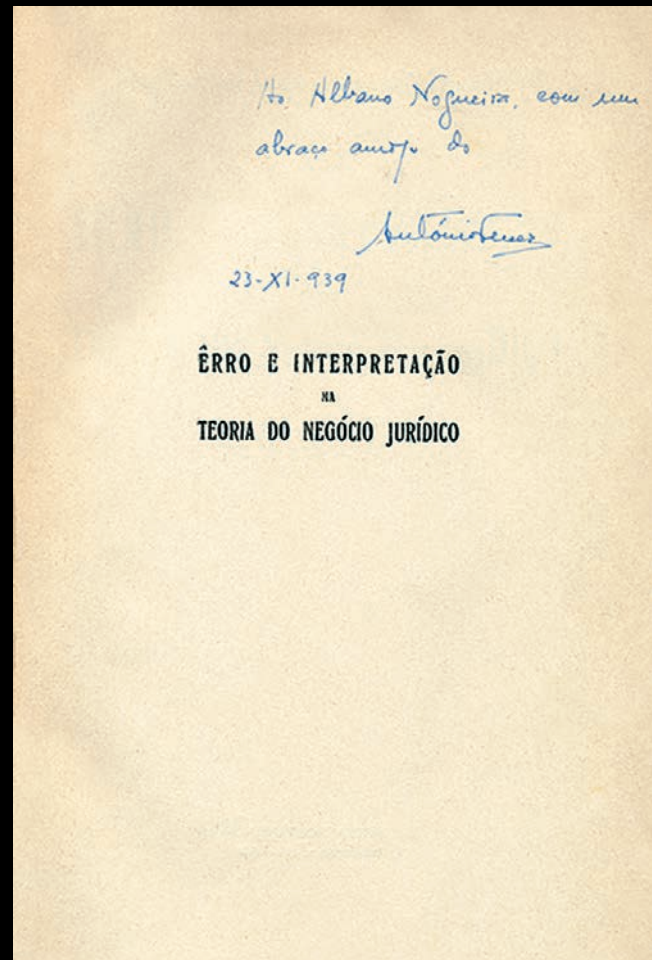 Ao Albano Nogueira, com um
abraço amigo do
António Ferrer
23-XI-939
ÊRRO E INTERPRETAÇÃO
NA
TEORIA DO NEGÓCIO JURÍDICO